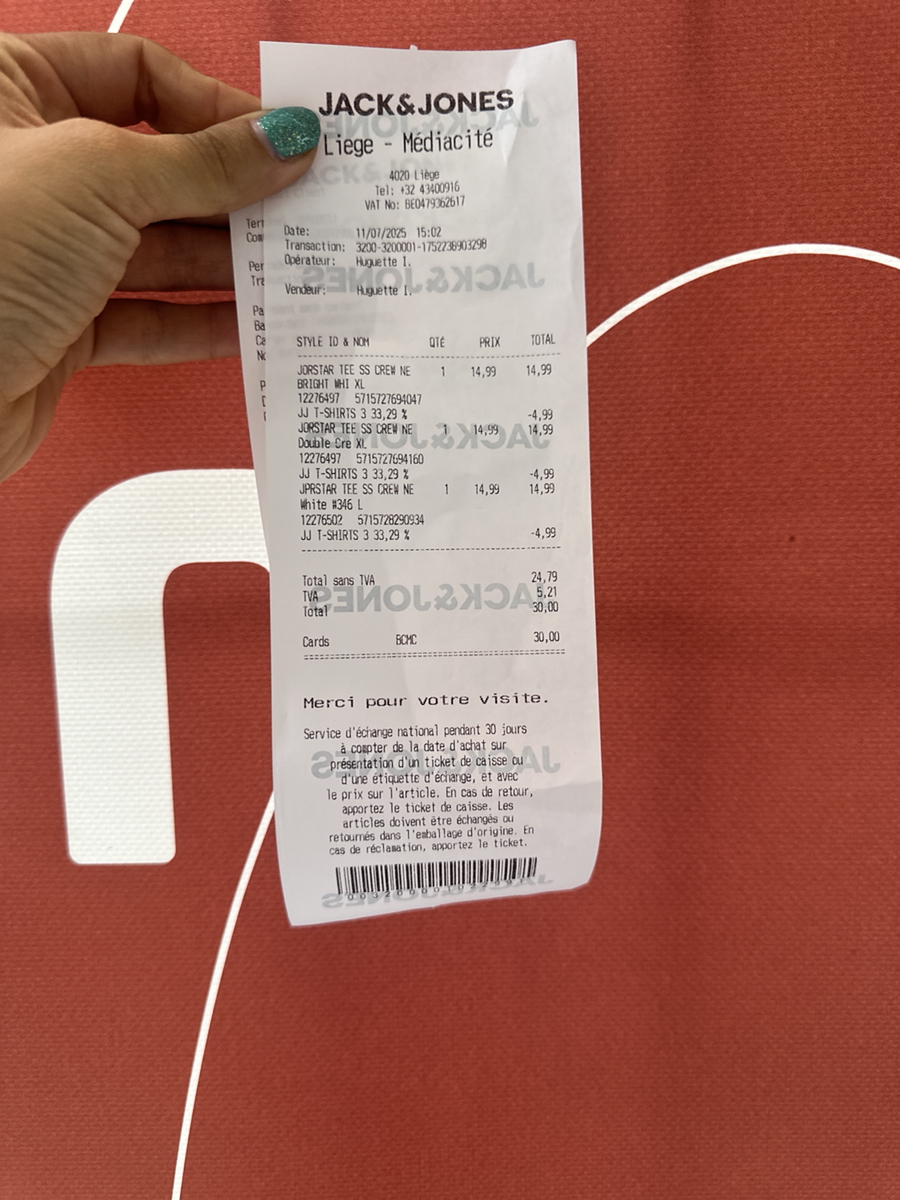 JACK&JONES
Liege - Médiacité
4020 Liège
Tel: +32 43400916
VAT No: BE0479362617
Date: 11/07/2025 15:02
Transaction: 3200-3200001-1752238903298
Opérateur: Huguette I.
Vendeur: Huguette I.
STYLE ID & NOM QTÉ PRIX TOTAL
JORSTAR TEE SS CREW NE 1 14,99 14,99
BRIGHT WHI XL
12276497 5715727694047
JJ T-SHIRTS 3 33,29 % -4,99
JORSTAR TEE SS CREW NE 1 14,99 14,99
Double Cre XL
12276497 5715727694160
JJ T-SHIRTS 3 33,29 % -4,99
JPRSTAR TEE SS CREW NE 1 14,99 14,99
White #346 L
12276502 5715728290934
JJ T-SHIRTS 3 33,29 % -4,99
Total sans TVA 24,79
TVA 5,21
Total 30,00
Cards BCMC 30,00
Merci pour votre visite.
Service d'échange national pendant 30 jours
à compter de la date d'achat sur
présentation d'un ticket de caisse ou
d'une étiquette d'échange, et avec
le prix sur l'article. En cas de retour,
apportez le ticket de caisse. Les
articles doivent être échangés ou
retournés dans l'emballage d'origine. En
cas de réclamation, apportez le ticket.